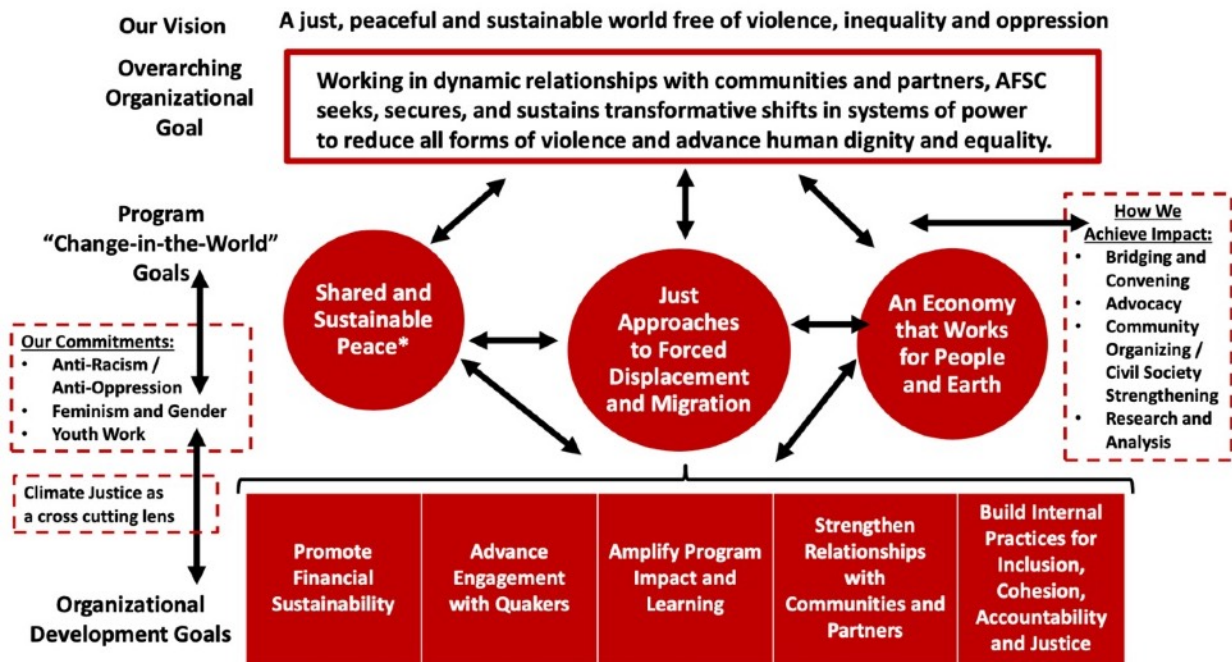 Our Vision
A just, peaceful and sustainable world free of violence, inequality and oppression
Overarching
Organizational
Goal
Working in dynamic relationships with communities and partners, AFSC
seeks, secures, and sustains transformative shifts in systems of power
to reduce all forms of violence and advance human dignity and equality.
Program
“Change-in-the-World”
Goals
Shared and
Sustainable
Peace*
Just
Approaches
to Forced
Displacement
and Migration
An Economy
that Works
for People
and Earth
How We
Achieve Impact:
• Bridging and
Convening
• Advocacy
• Community
Organizing /
Civil Society
Strengthening
• Research and
Analysis
Our Commitments:
• Anti-Racism /
Anti-Oppression
• Feminism and Gender
• Youth Work
Climate Justice as
a cross cutting lens
Organizational
Development Goals
Promote
Financial
Sustainability
Advance
Engagement
with Quakers
Amplify Program
Impact and
Learning
Strengthen
Relationships
with
Communities and
Partners
Build Internal
Practices for
Inclusion,
Cohesion,
Accountability
and Justice